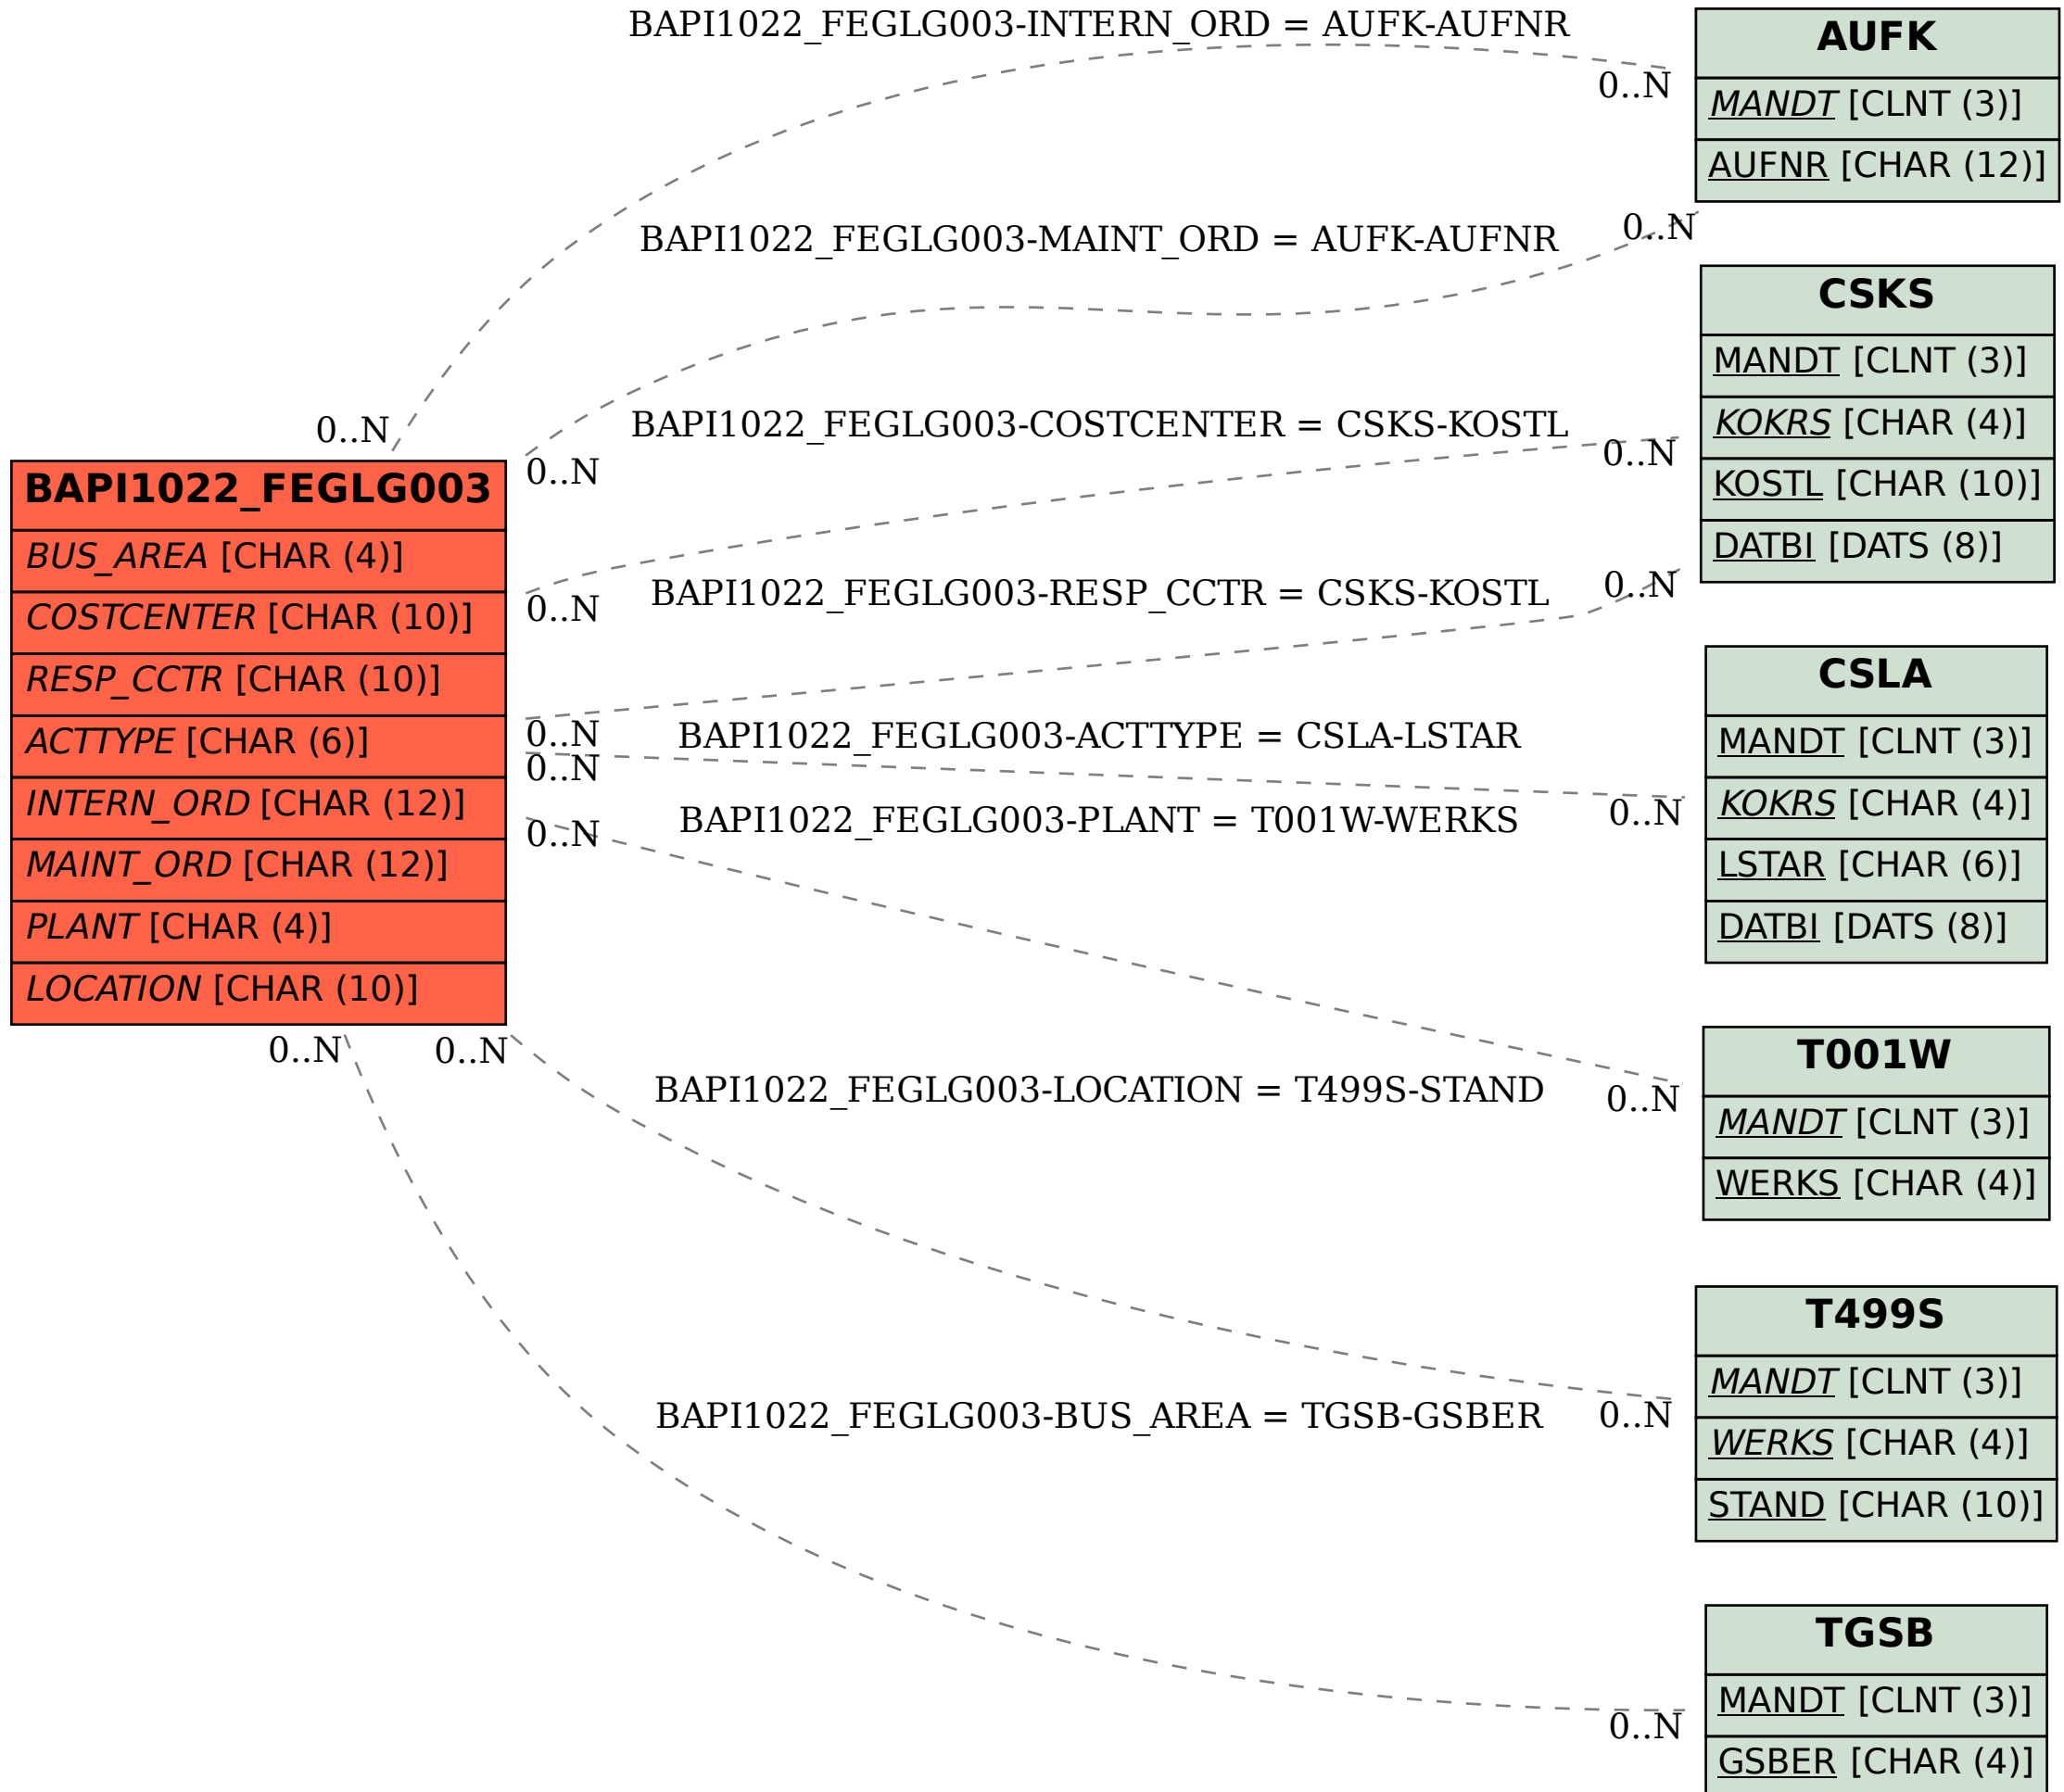 BAPI1022_FEGLG003-INTERN_ORD = AUFK-AUFNR
0..N
0..N
BAPI1022_FEGLG003-MAINT_ORD = AUFK-AUFNR
0..N
0..N
BAPI1022_FEGLG003-COSTCENTER = CSKS-KOSTL
0..N
0..N
BAPI1022_FEGLG003-RESP_CCTR = CSKS-KOSTL
0..N
0..N
BAPI1022_FEGLG003-ACTTYPE = CSLA-LSTAR
0..N
0..N
BAPI1022_FEGLG003-PLANT = T001W-WERKS
0..N
0..N
BAPI1022_FEGLG003-LOCATION = T499S-STAND
0..N
0..N
BAPI1022_FEGLG003-BUS_AREA = TGSB-GSBER
0..N
0..N
BAPI1022_FEGLG003
BUS_AREA [CHAR (4)]
COSTCENTER [CHAR (10)]
RESP_CCTR [CHAR (10)]
ACTTYPE [CHAR (6)]
INTERN_ORD [CHAR (12)]
MAINT_ORD [CHAR (12)]
PLANT [CHAR (4)]
LOCATION [CHAR (10)]
AUFK
MANDT [CLNT (3)]
AUFNR [CHAR (12)]
CSKS
MANDT [CLNT (3)]
KOKRS [CHAR (4)]
KOSTL [CHAR (10)]
DATBI [DATS (8)]
CSLA
MANDT [CLNT (3)]
KOKRS [CHAR (4)]
LSTAR [CHAR (6)]
DATBI [DATS (8)]
T001W
MANDT [CLNT (3)]
WERKS [CHAR (4)]
T499S
MANDT [CLNT (3)]
WERKS [CHAR (4)]
STAND [CHAR (10)]
TGSB
MANDT [CLNT (3)]
GSBER [CHAR (4)]